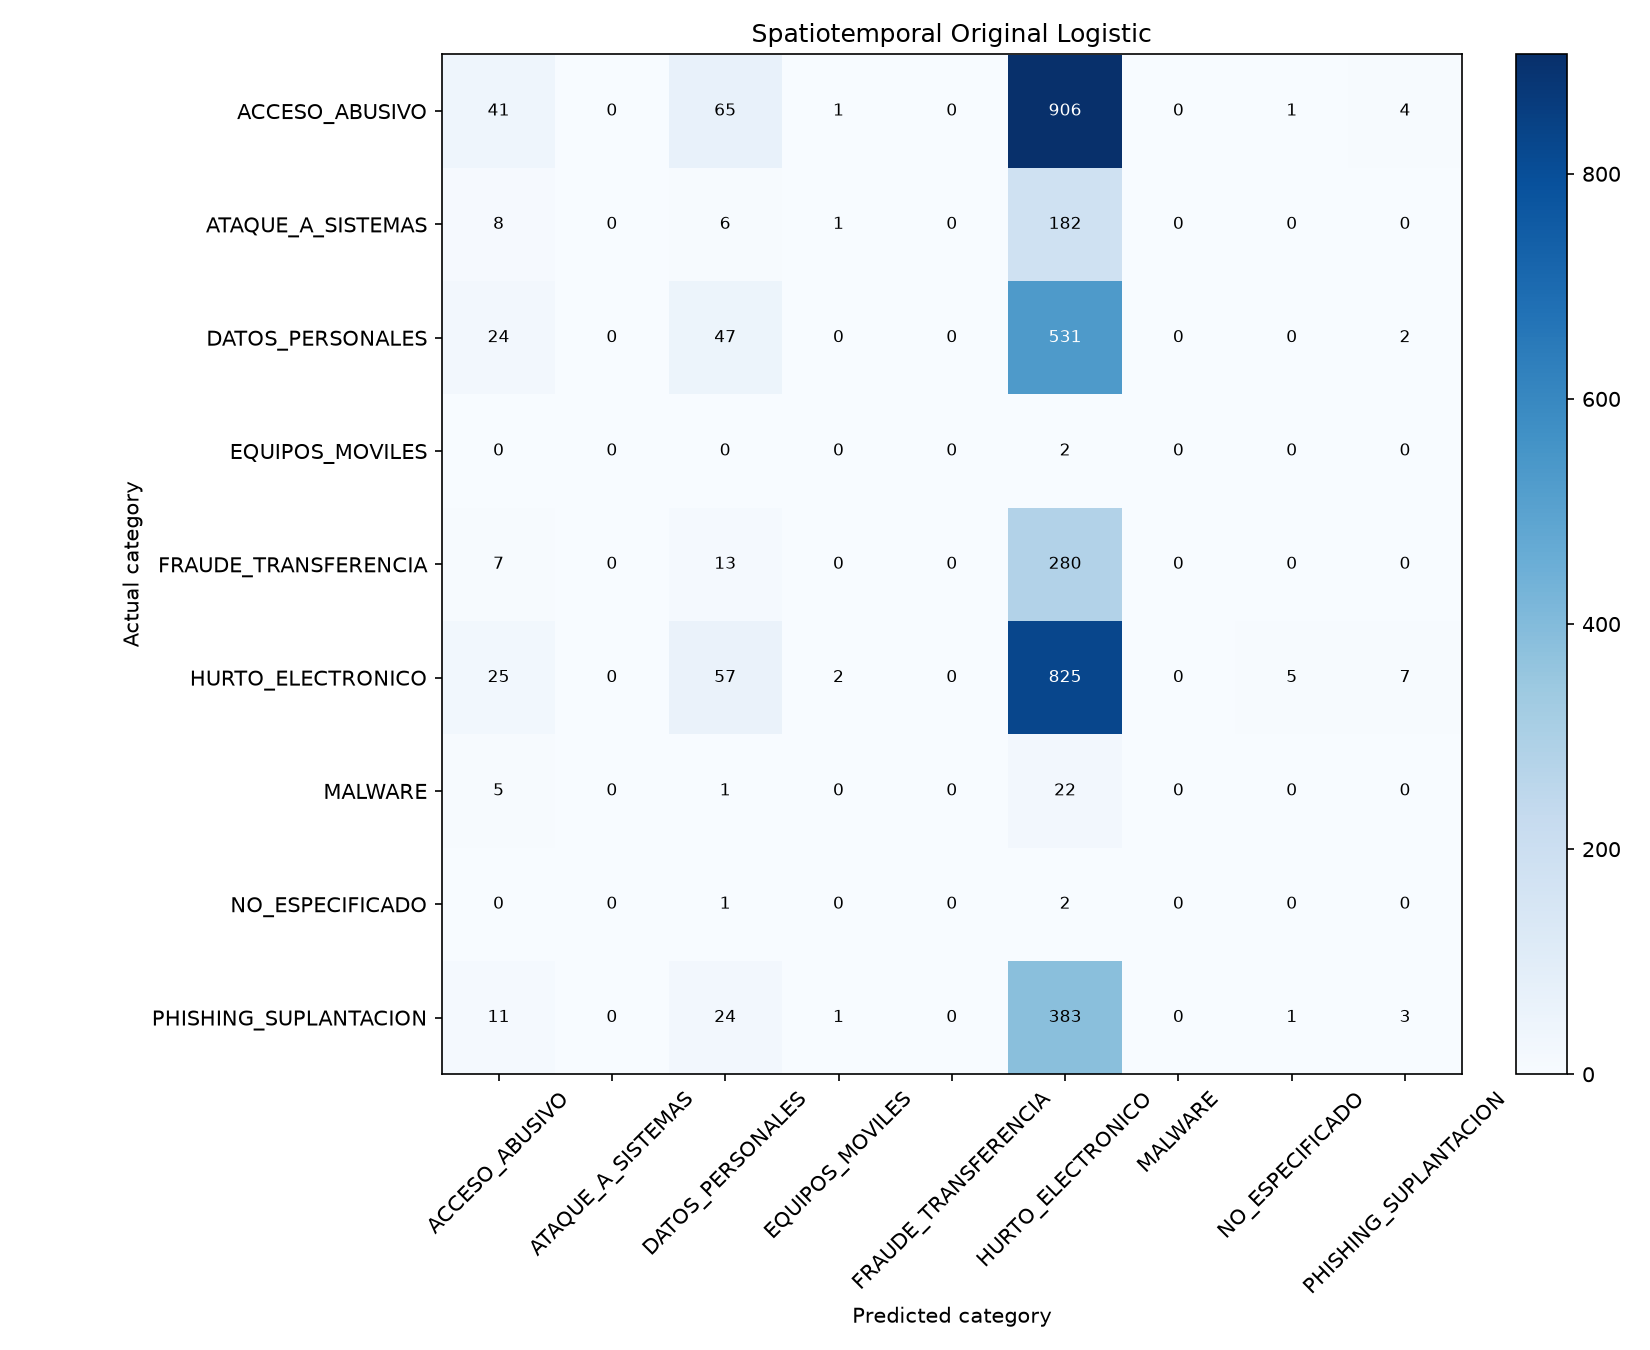 Spatiotemporal Original Logistic
ACCESO_ABUSIVO 41 0 65 1 0 906 0 1 4
ATAQUE_A_SISTEMAS 8 0 6 1 0 182 0 0 0
DATOS_PERSONALES 24 0 47 0 0 531 0 0 2
EQUIPOS_MOVILES 0 0 0 0 0 2 0 0 0
FRAUDE_TRANSFERENCIA 7 0 13 0 0 280 0 0 0
HURTO_ELECTRONICO 25 0 57 2 0 825 0 5 7
MALWARE 5 0 1 0 0 22 0 0 0
NO_ESPECIFICADO 0 0 1 0 0 2 0 0 0
PHISHING_SUPLANTACION 11 0 24 1 0 383 0 1 3
Actual category
ACCESO_ABUSIVO
ATAQUE_A_SISTEMAS
DATOS_PERSONALES
EQUIPOS_MOVILES
FRAUDE_TRANSFERENCIA
HURTO_ELECTRONICO
MALWARE
NO_ESPECIFICADO
PHISHING_SUPLANTACION
Predicted category
800
600
400
200
0